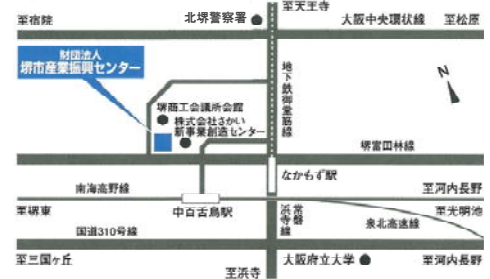 至天王寺
北堺警察署
至宿院
大阪中央環状線
至松原
財団法人
堺市産業振興センター
地下鉄御堂筋線
N
堺商工会議所会館
株式会社さかい
新事業創造センター
堺富田林線
なかもず駅
南海高野線
至河内長野
至堺東
中百舌鳥駅
常磐浜寺線
泉北高速線
至光明池
国道310号線
至三国ヶ丘
至浜寺
大阪府立大学
至河内長野